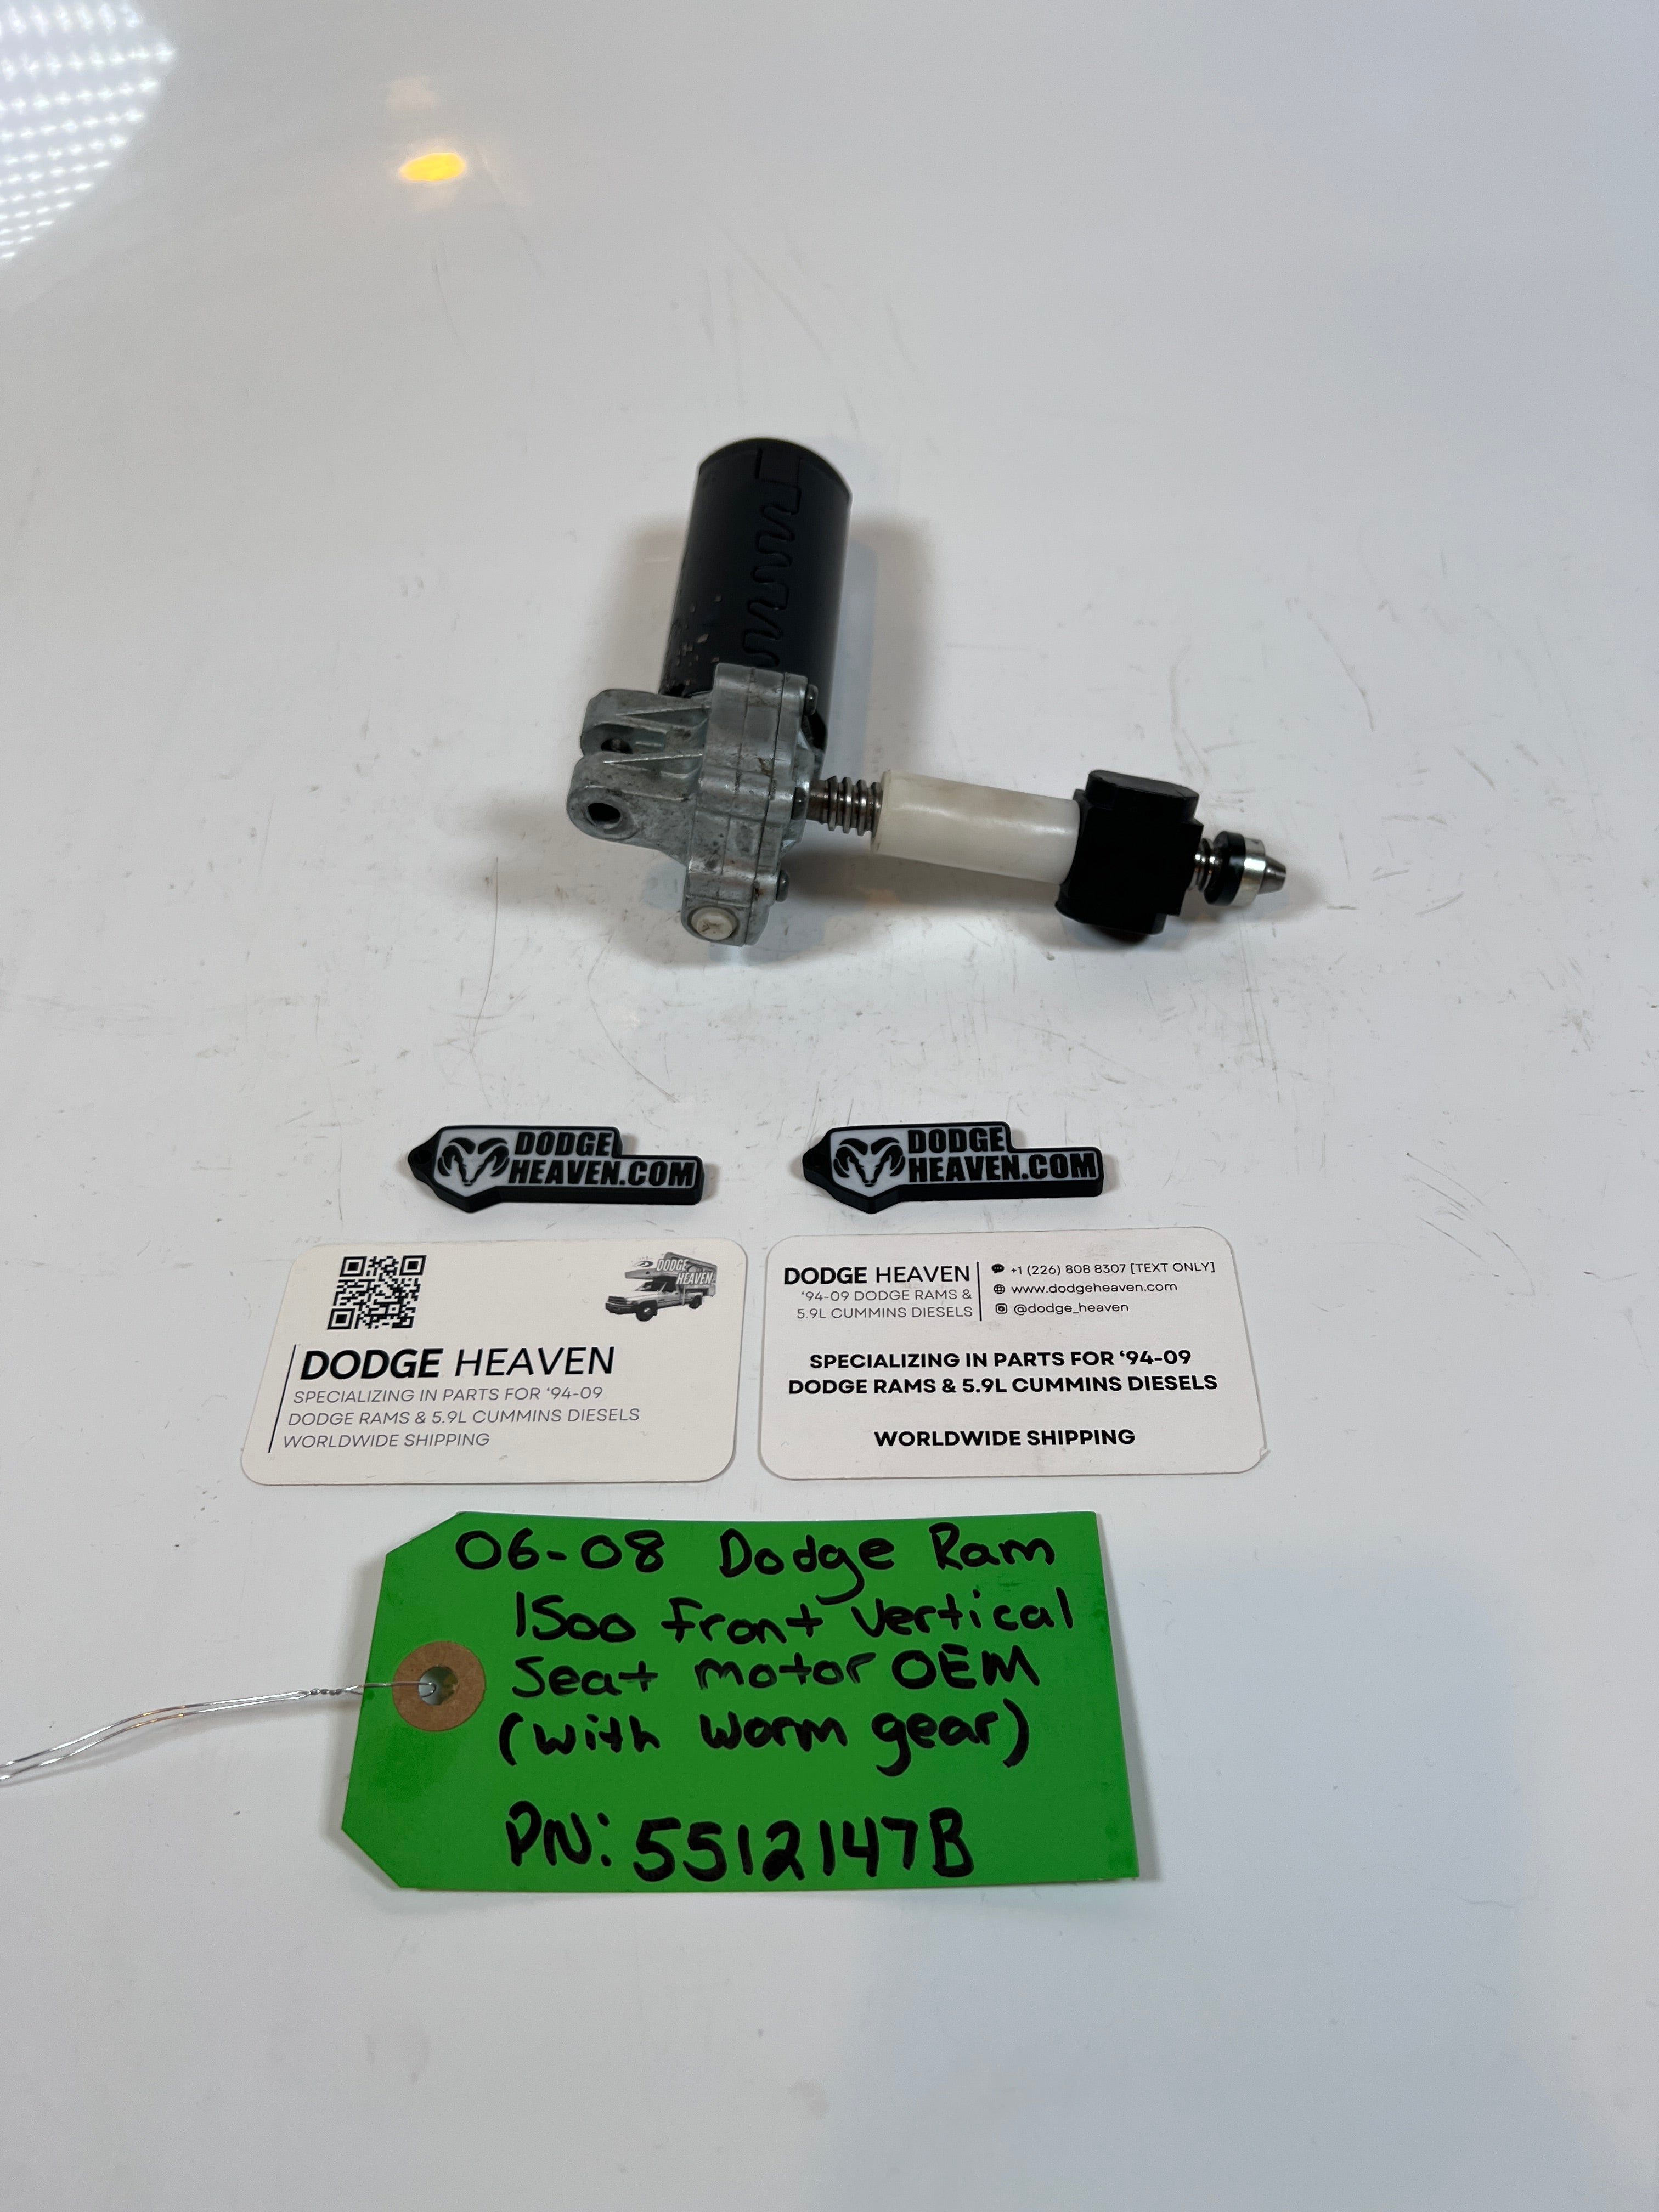 DODGE
HEAVEN.COM
DODGE
HEAVEN.COM
DODGE
HEAVEN
DODGE HEAVEN
SPECIALIZING IN PARTS FOR ‘94-09
DODGE RAMS & 5.9L CUMMINS DIESELS
WORLDWIDE SHIPPING
DODGE HEAVEN
‘94-09 DODGE RAMS &
5.9L CUMMINS DIESELS
+1 (226) 808 8307 [TEXT ONLY]
www.dodgeheaven.com
@dodge_heaven
SPECIALIZING IN PARTS FOR ‘94-09
DODGE RAMS & 5.9L CUMMINS DIESELS
WORLDWIDE SHIPPING
06-08 Dodge Ram
1500 front vertical
Seat motor OEM
(with worm gear)
PN: 5512147B